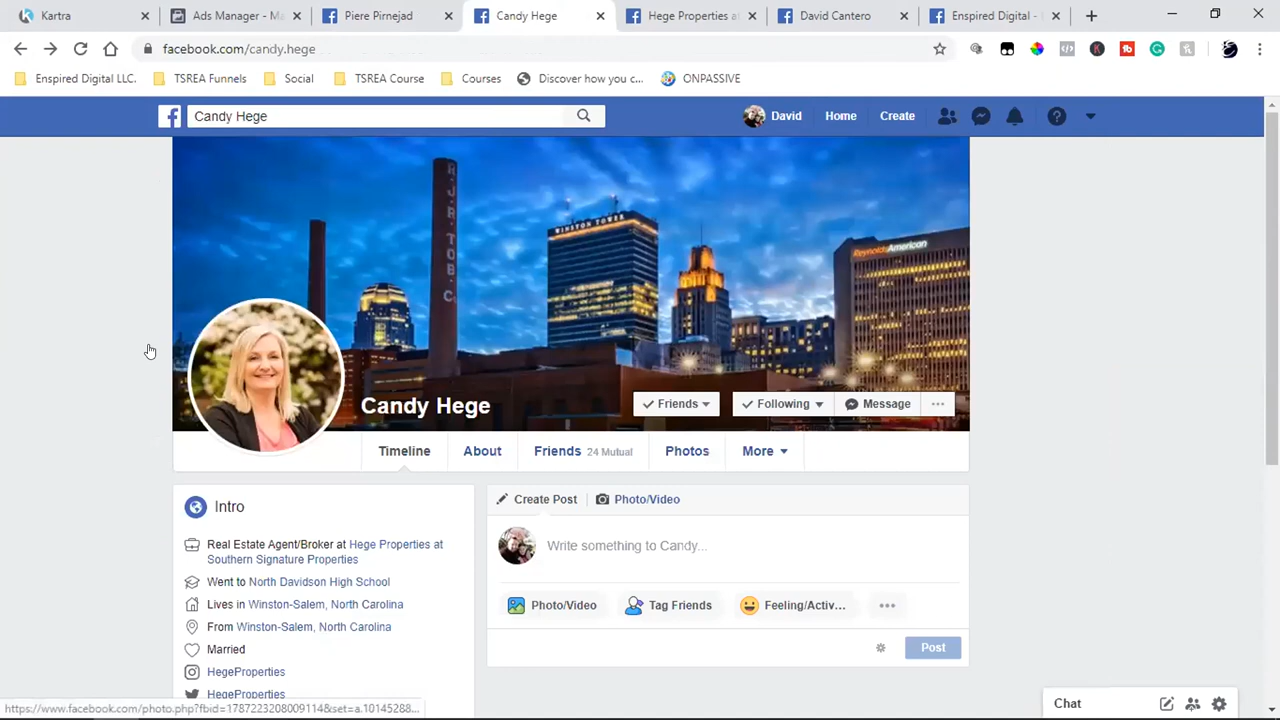 Kartra
Ads Manager - Ma
Piere Pirnejad
Candy Hege
Hege Properties at
David Cantero
Enspired Digital -
facebook.com/candy.hege
Enspired Digital LLC.
TSREA Funnels
Social
TSREA Course
Courses
Discover how you c...
ONPASSIVE
Candy Hege
David
Home
Create
R.J.R. TOB. C
WINSTON TOWER
ReynoldsAmerican
Candy Hege
Friends
Following
Message
Timeline
About
Friends 24 Mutual
Photos
More
Intro
Create Post
Photo/Video
Real Estate Agent/Broker at Hege Properties at
Southern Signature Properties
Write something to Candy...
Went to North Davidson High School
Lives in Winston-Salem, North Carolina
Photo/Video
Tag Friends
Feeling/Activ...
From Winston-Salem, North Carolina
Married
Post
HegeProperties
HegeProperties
https://www.facebook.com/photo.php?fbid=1787223208009114&set=a.10145288...
Chat